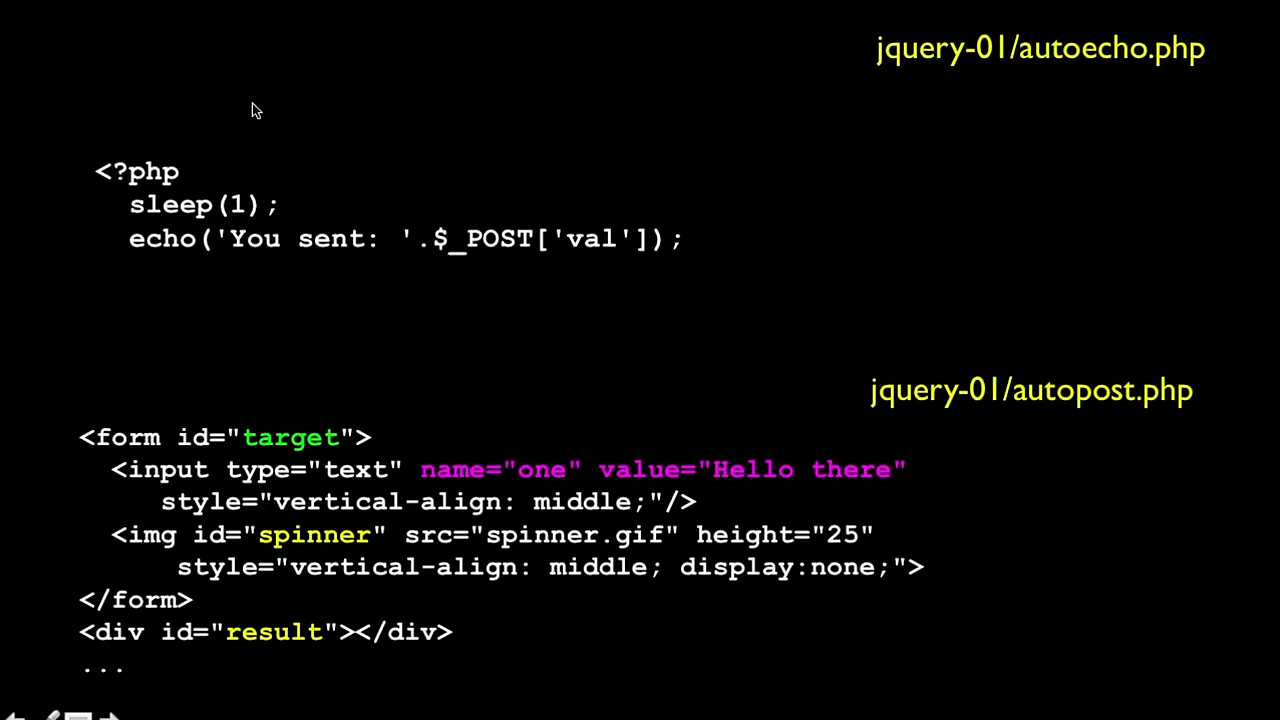 jquery-01/autoecho.php
<?php
sleep(1);
echo('You sent: '.$_POST['val']);
jquery-01/autopost.php
<form id="target">
<input type="text" name="one" value="Hello there"
style="vertical-align: middle;"/>
<img id="spinner" src="spinner.gif" height="25"
style="vertical-align: middle; display:none;">
</form>
<div id="result"></div>
...